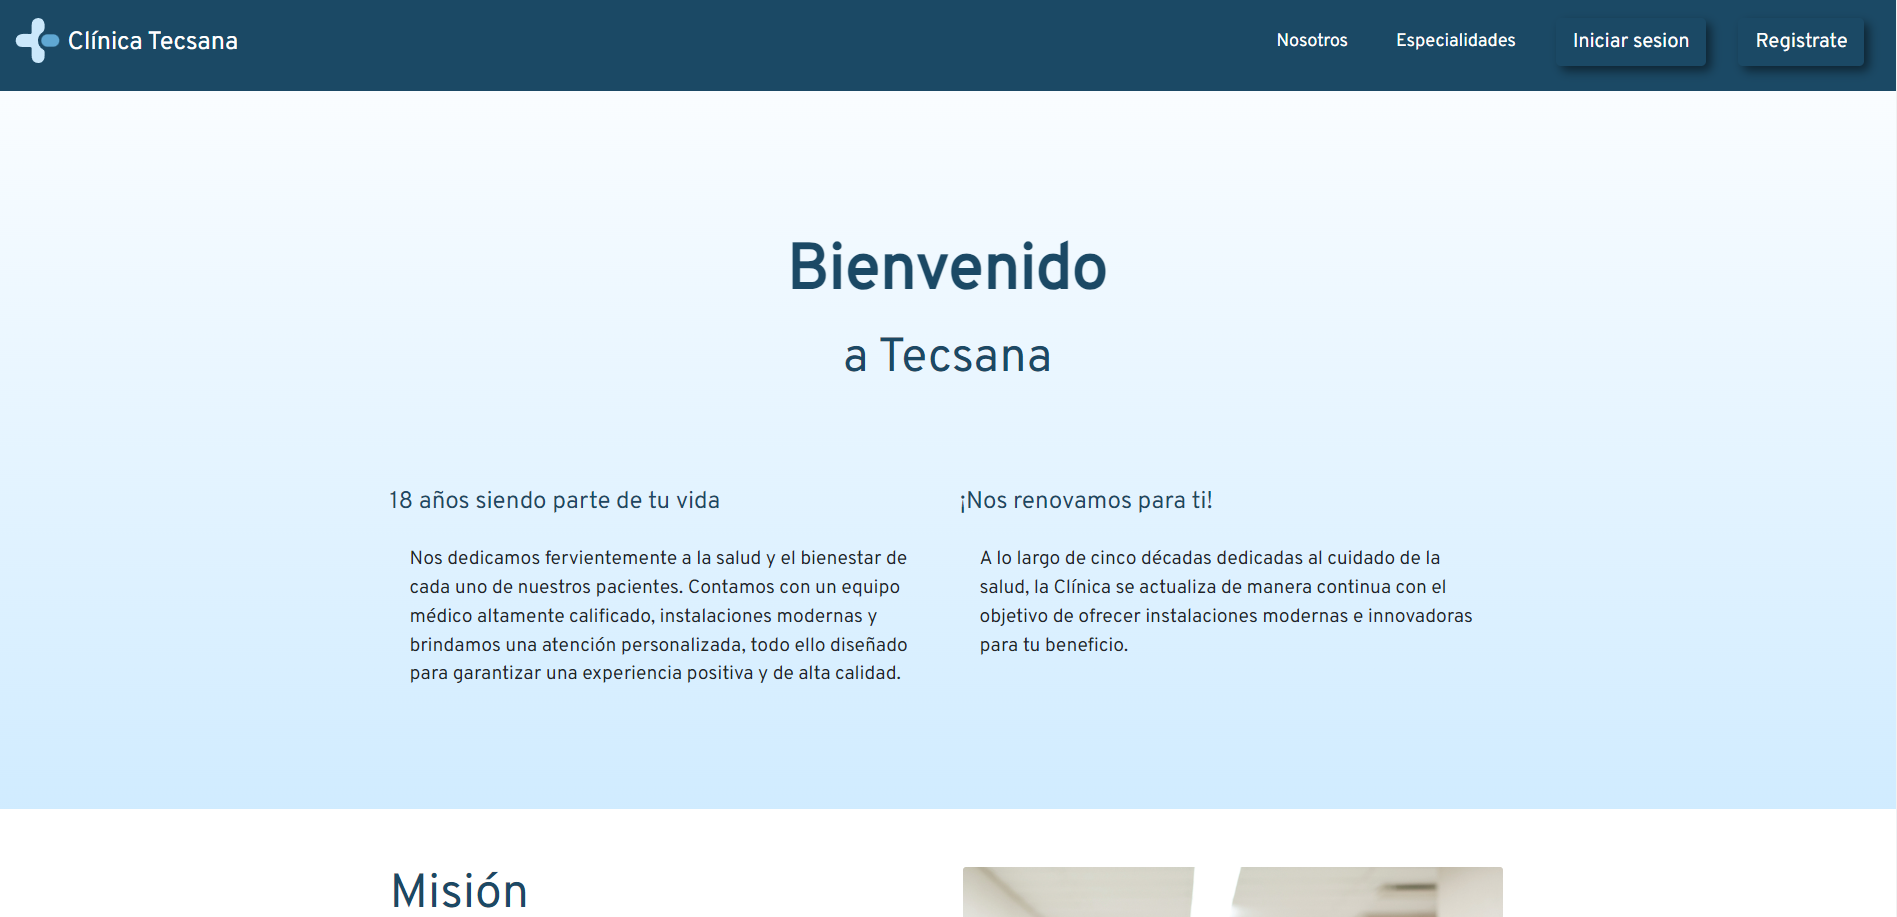 Clínica Tecsana
Nosotros
Especialidades
Iniciar sesion
Registrate
Bienvenido
a Tecsana
18 años siendo parte de tu vida
Nos dedicamos fervientemente a la salud y el bienestar de
cada uno de nuestros pacientes. Contamos con un equipo
médico altamente calificado, instalaciones modernas y
brindamos una atención personalizada, todo ello diseñado
para garantizar una experiencia positiva y de alta calidad.
¡Nos renovamos para ti!
A lo largo de cinco décadas dedicadas al cuidado de la
salud, la Clínica se actualiza de manera continua con el
objetivo de ofrecer instalaciones modernas e innovadoras
para tu beneficio.
Misión